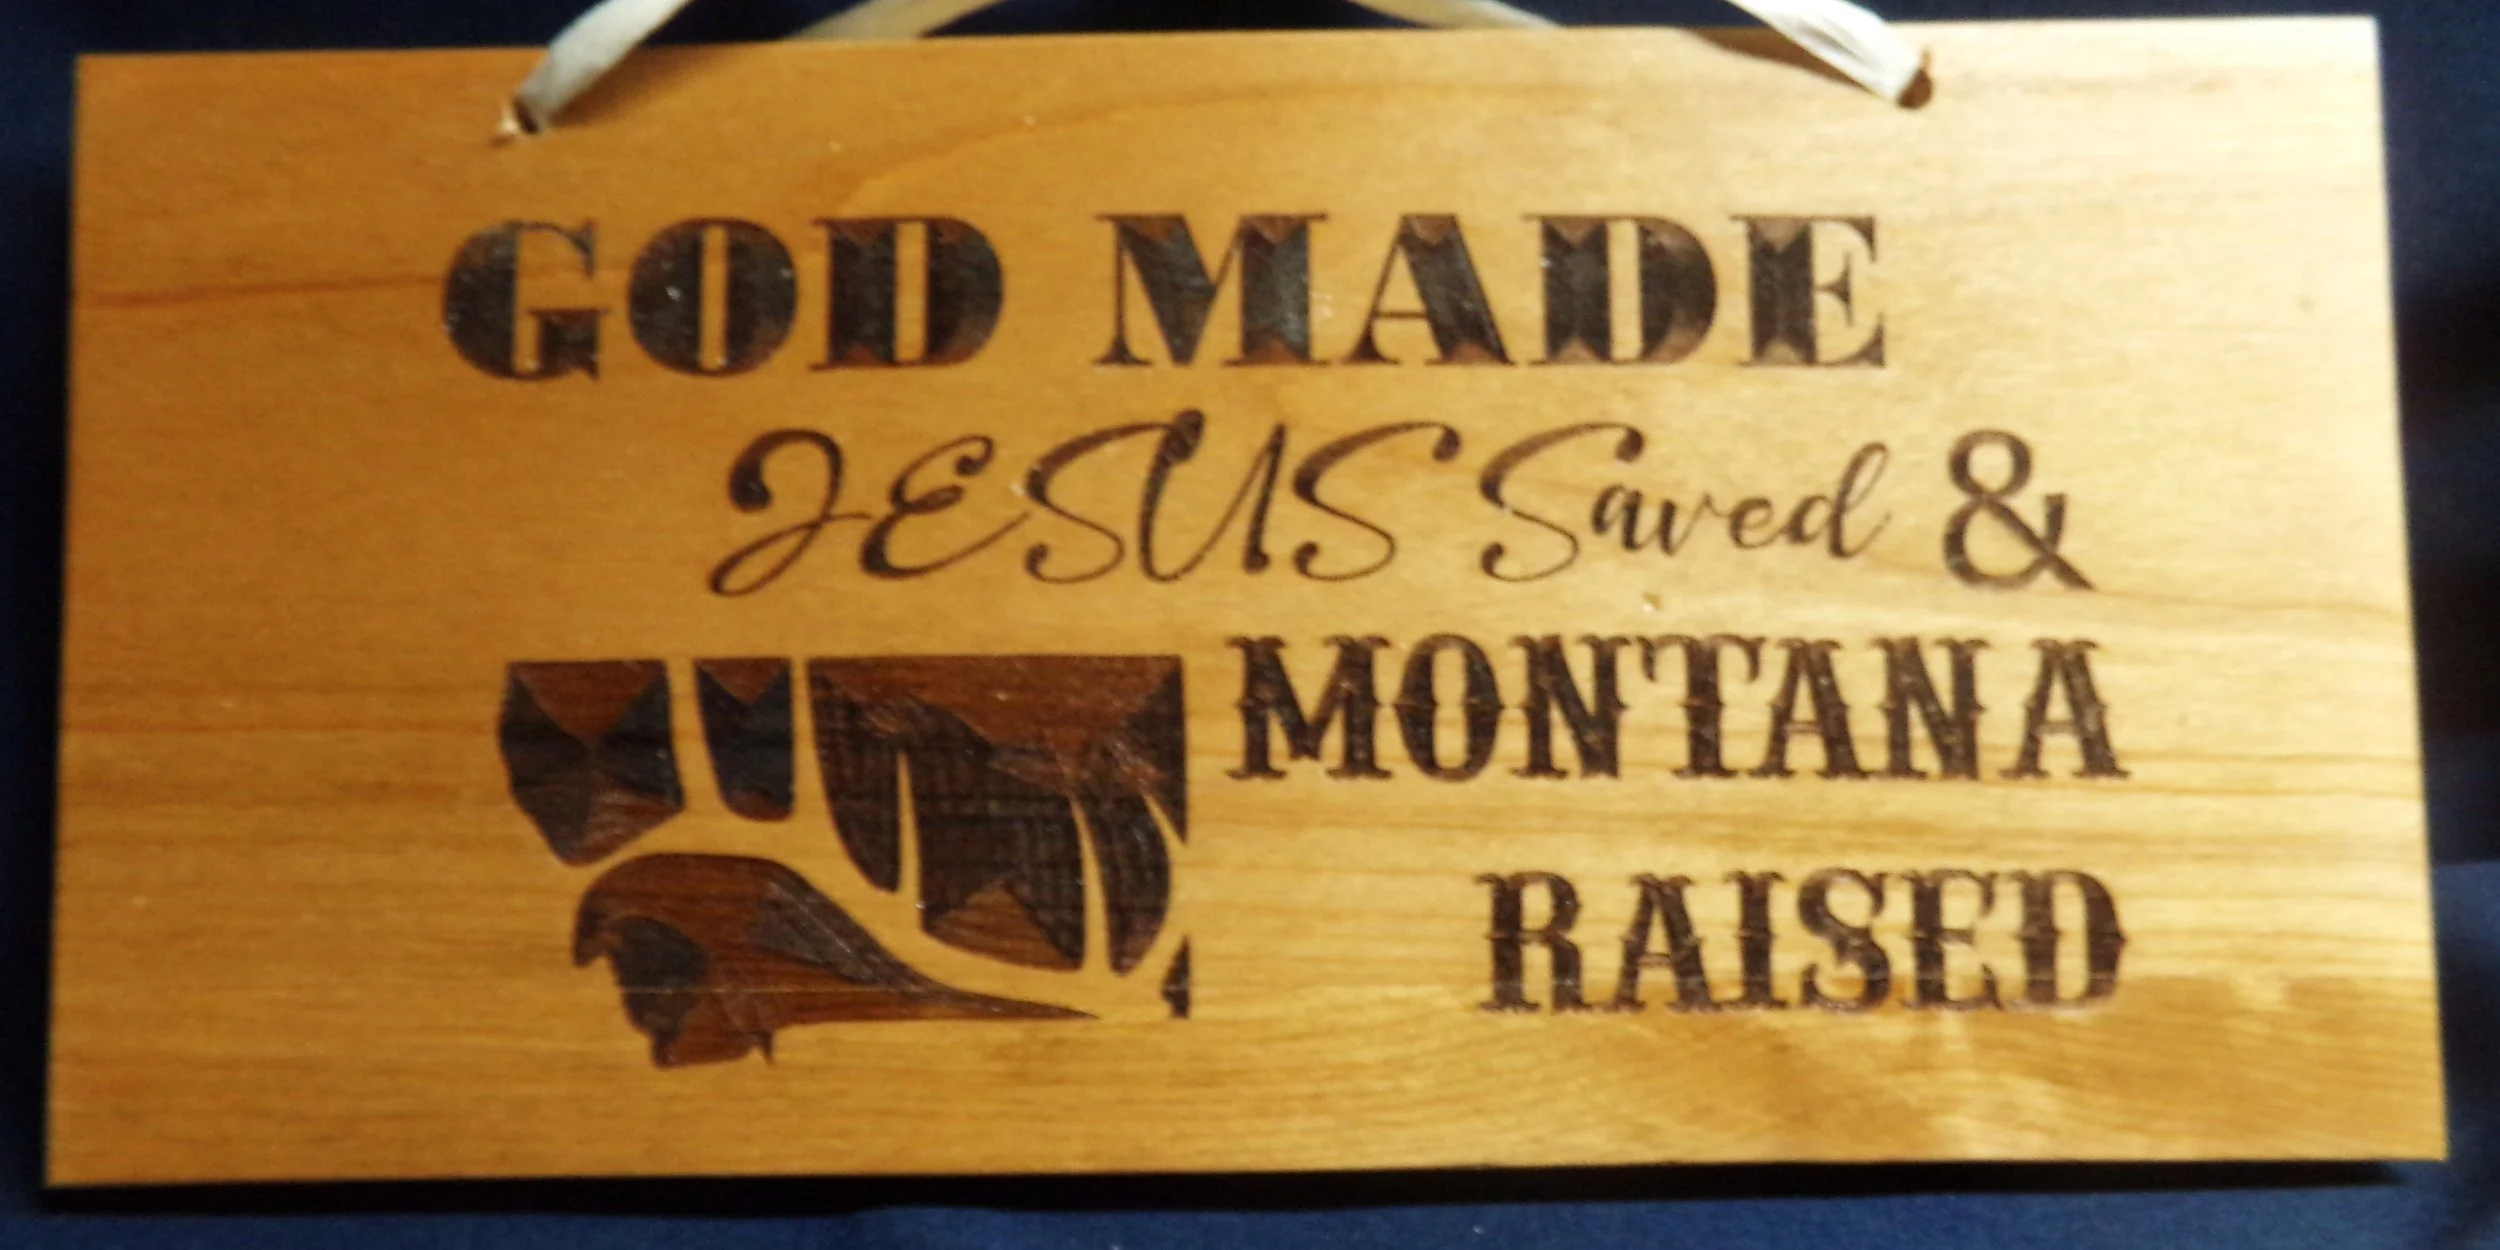 GOD MADE
JESUS Saved &
MONTANA
RAISED